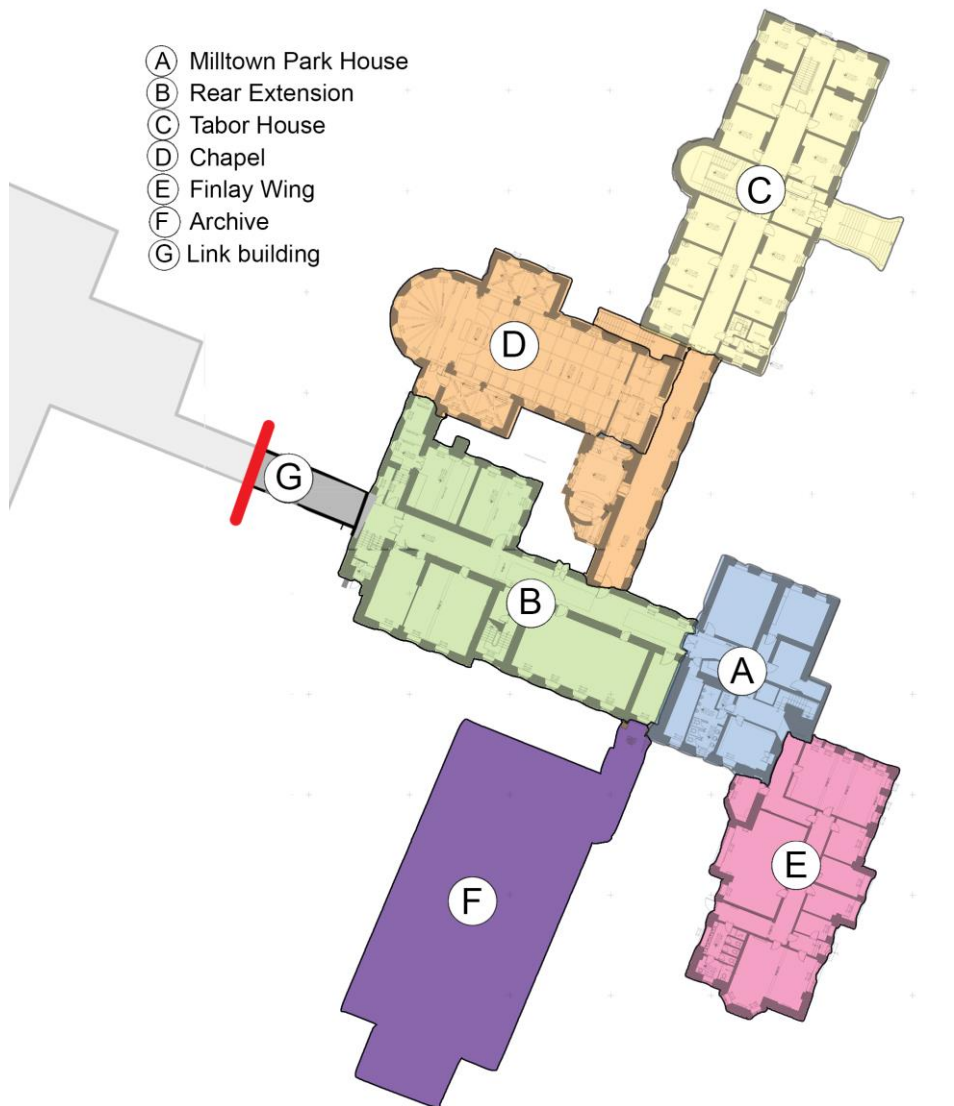 A Milltown Park House
B Rear Extension
C Tabor House
D Chapel
E Finlay Wing
F Archive
G Link building
C
D
G
B
A
E
F